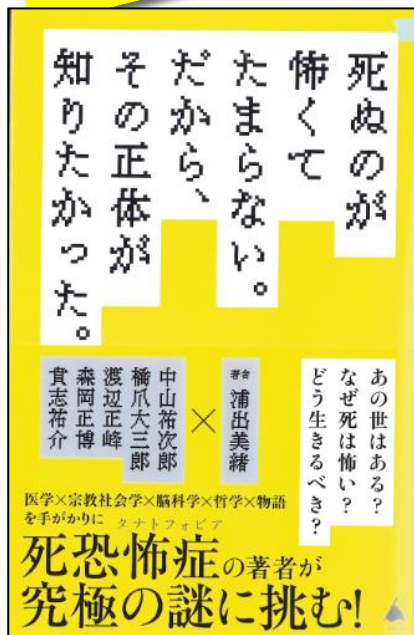 死ぬのが
怖くて
たまらない。
だから、
その正体が
知りたかった。
あの世はある？
なぜ死は怖い？
どう生きるべき？
著者 浦出美緒
×
中山祐次郎
橋爪大三郎
渡辺正峰
森岡正博
貴志祐介
医学×宗教社会学×脳科学×哲学×物語
を手がかりに
タナトフォビア
死恐怖症の著者が
究極の謎に挑む！